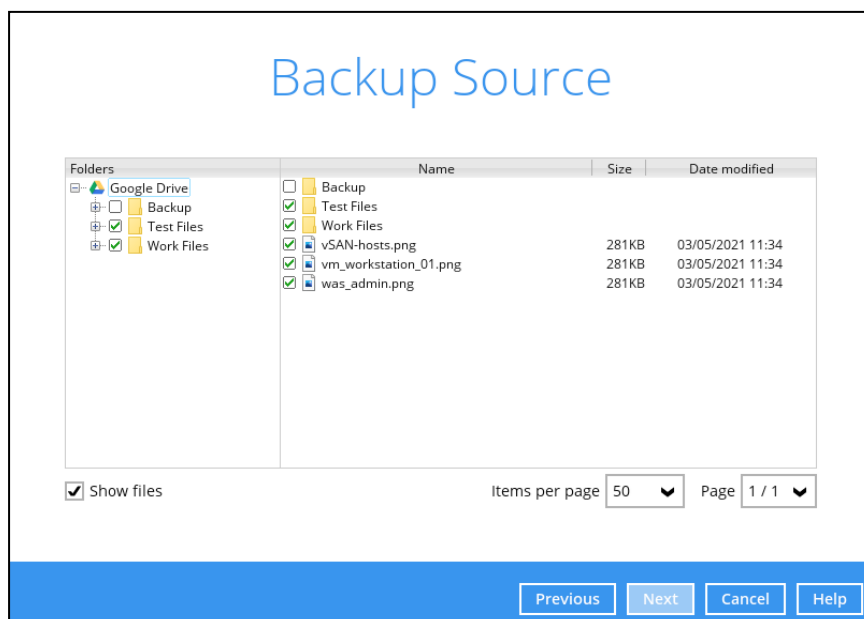 Backup Source
Folders Name Size Date modified
Google Drive Backup
Backup Test Files
Test Files Work Files
Work Files vSAN-hosts.png 281KB 03/05/2021 11:34
vm_workstation_01.png 281KB 03/05/2021 11:34
was_admin.png 281KB 03/05/2021 11:34
Show files Items per page 50 Page 1 / 1
Previous Next Cancel Help